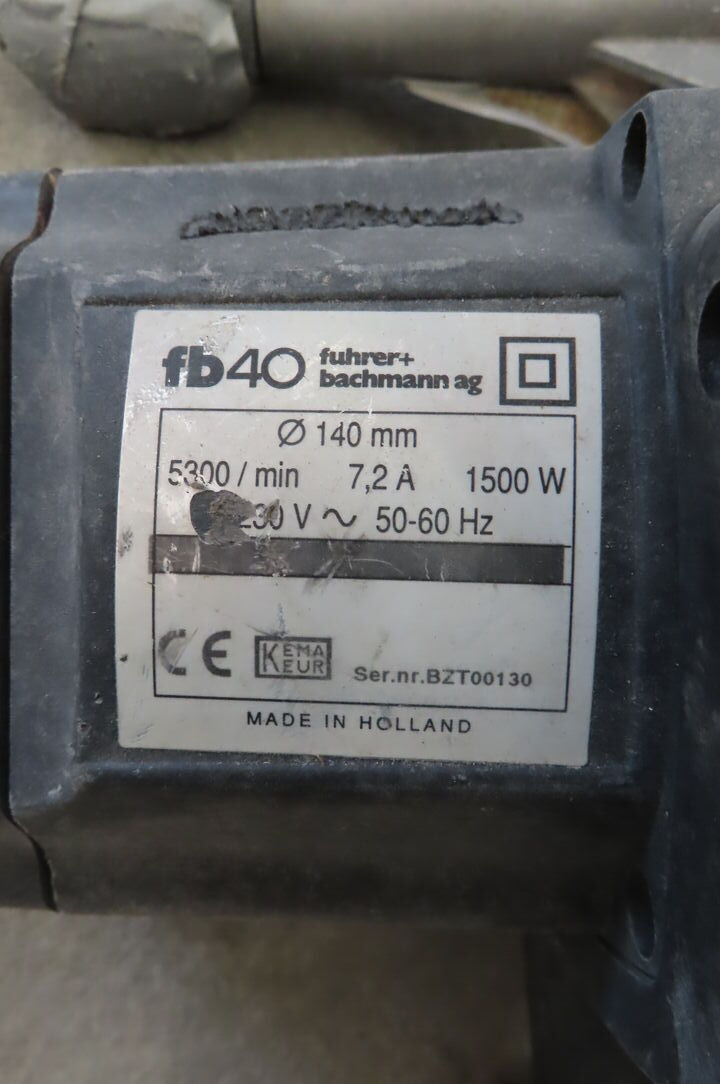 fb40 fuhrer+
bachmann ag
Ø 140 mm
5300 / min 7,2 A 1500 W
230 V ~ 50-60 Hz
CE KEMA
KEUR Ser.nr.BZT00130
MADE IN HOLLAND